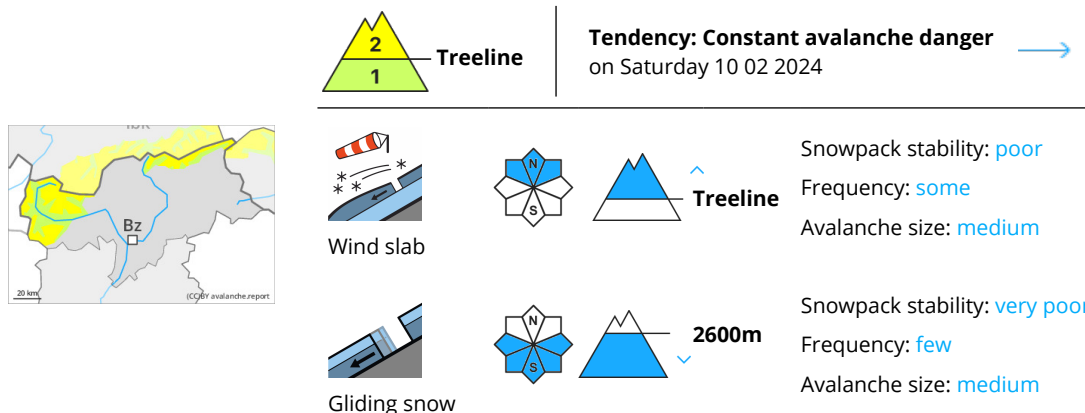 2
1
Treeline
Tendency: Constant avalanche danger
on Saturday 10 02 2024
Bz
20 km
(CC)BY avalanche.report
Wind slab
N
S
Treeline
Snowpack stability: poor
Frequency: some
Avalanche size: medium
Gliding snow
N
S
2600m
Snowpack stability: very poor
Frequency: few
Avalanche size: medium